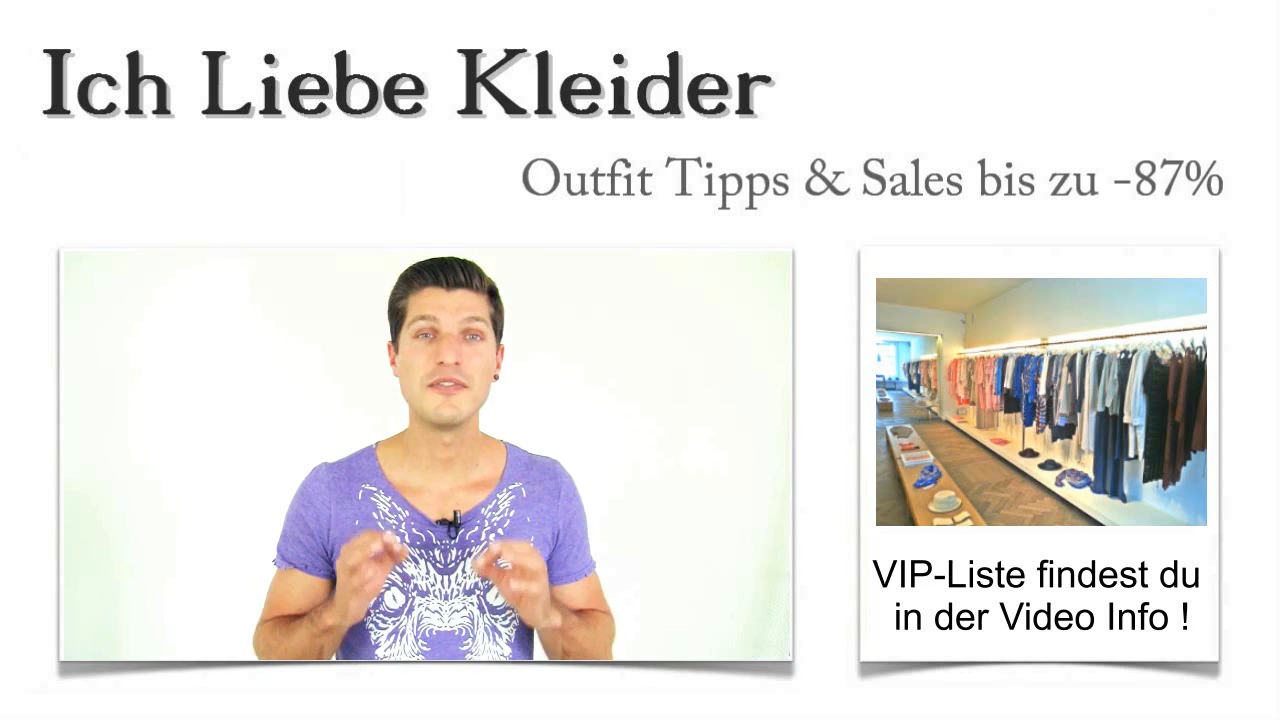 Ich Liebe Kleider
Outfit Tipps & Sales bis zu -87%
VIP-Liste findest du
in der Video Info !